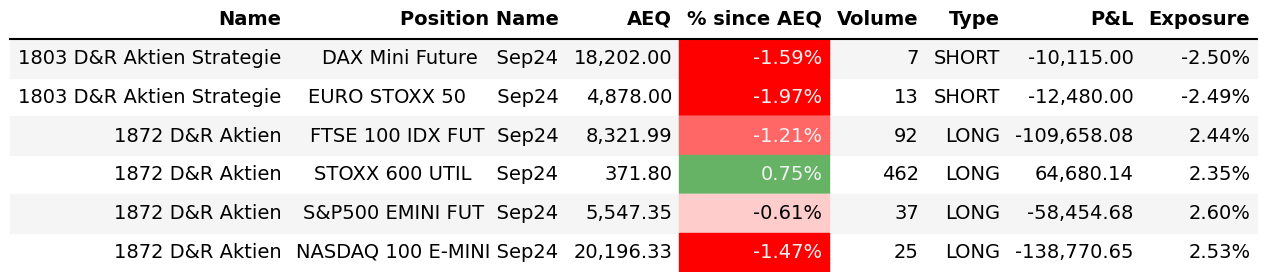 Name Position Name AEQ % since AEQ Volume Type P&L Exposure
1803 D&R Aktien Strategie DAX Mini Future Sep24 18,202.00 -1.59% 7 SHORT -10,115.00 -2.50%
1803 D&R Aktien Strategie EURO STOXX 50 Sep24 4,878.00 -1.97% 13 SHORT -12,480.00 -2.49%
1872 D&R Aktien FTSE 100 IDX FUT Sep24 8,321.99 -1.21% 92 LONG -109,658.08 2.44%
1872 D&R Aktien STOXX 600 UTIL Sep24 371.80 0.75% 462 LONG 64,680.14 2.35%
1872 D&R Aktien S&P500 EMINI FUT Sep24 5,547.35 -0.61% 37 LONG -58,454.68 2.60%
1872 D&R Aktien NASDAQ 100 E-MINI Sep24 20,196.33 -1.47% 25 LONG -138,770.65 2.53%